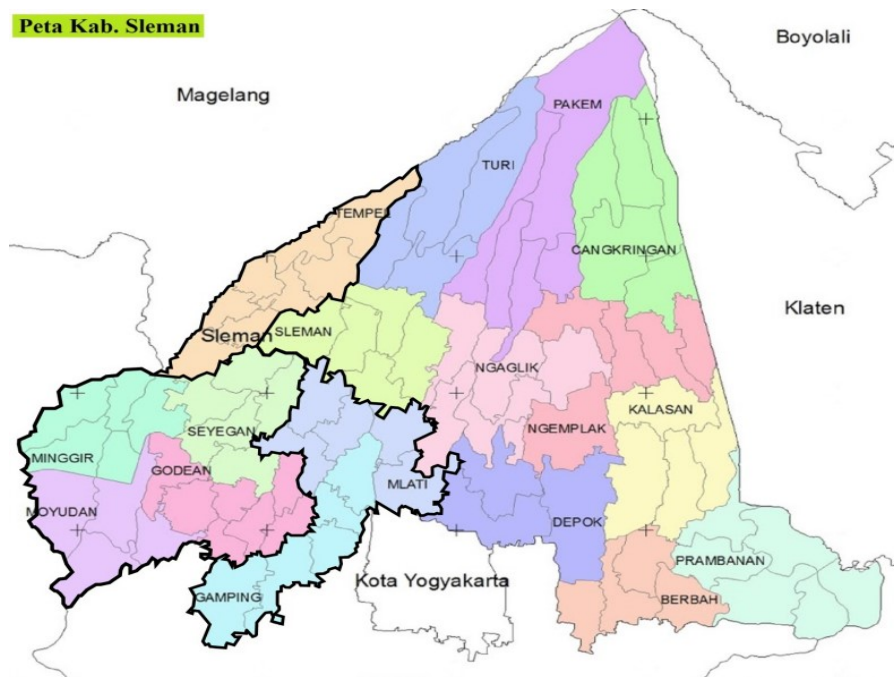 Peta Kab. Sleman
Boyolali
Magelang
PAKEM
TURI
TEMPEL
CANGKRINGAN
Klaten
Sleman
SLEMAN
NGAGLIK
KALASAN
SEYEGAN
NGEMPLAK
MINGGIR
GODEAN
MLATI
MOYUDAN
DEPOK
PRAMBANAN
Kota Yogyakarta
GAMPING
BERBAH